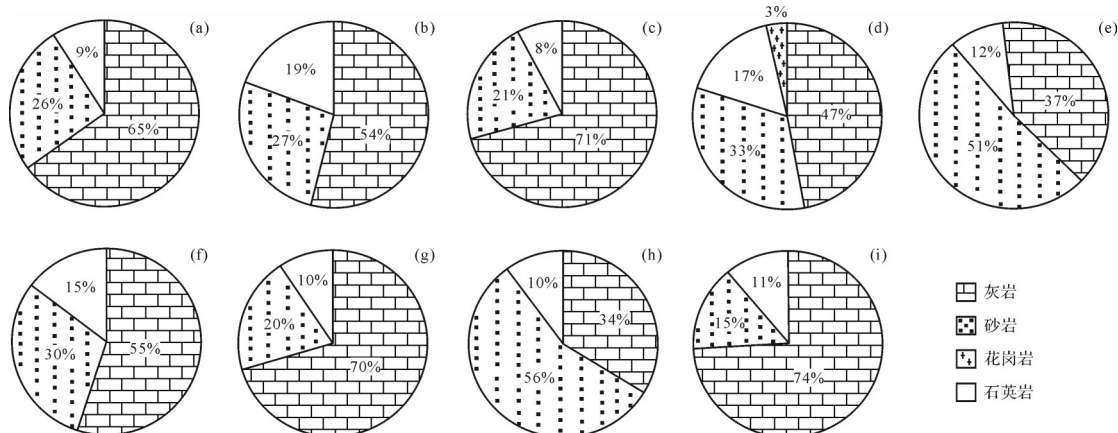 (a)
9%
26%
65%
(b)
19%
27%
54%
(c)
8%
21%
71%
(d)
3%
17%
47%
33%
(e)
12%
37%
51%
(f)
15%
30%
55%
(g)
10%
20%
70%
(h)
10%
34%
56%
(i)
11%
15%
74%
灰岩
砂岩
花岗岩
石英岩